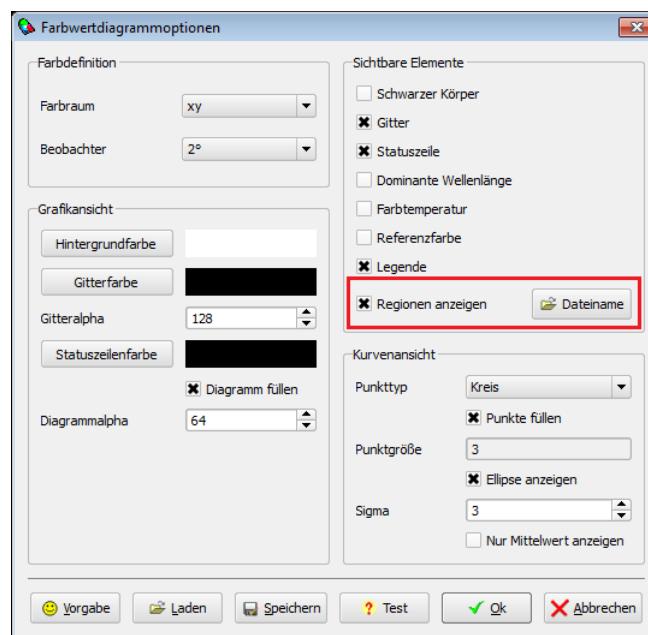 Farbwertdiagrammoptionen
Farbdefinition
Farbraum
xy
Beobachter
2°
Grafikansicht
Hintergrundfarbe
Gitterfarbe
Gitteralpha
128
Statuszeilenfarbe
Diagramm füllen
Diagrammalpha
64
Sichtbare Elemente
Schwarzer Körper
Gitter
Statuszeile
Dominante Wellenlänge
Farbtemperatur
Referenzfarbe
Legende
Regionen anzeigen
Dateiname
Kurvenansicht
Punkttyp
Kreis
Punkte füllen
Punktgröße
3
Ellipse anzeigen
Sigma
3
Nur Mittelwert anzeigen
Vorgabe
Laden
Speichern
? Test
Ok
Abbrechen